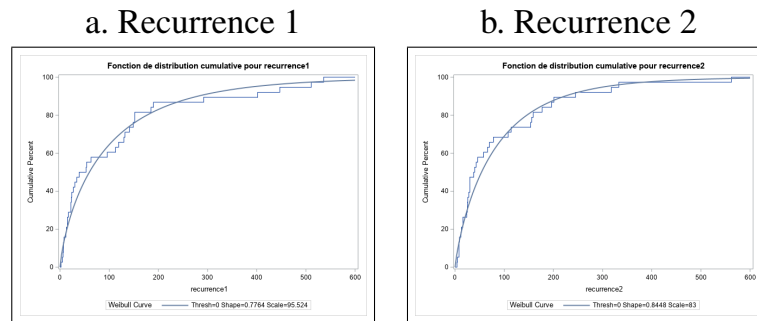 a. Recurrence 1
Fonction de distribution cumulative pour recurrence1
100
80
60
40
20
0
Cumulative Percent
0 100 200 300 400 500 600
recurrence1
Weibull Curve Thresh=0 Shape=0.7764 Scale=95.524
b. Recurrence 2
Fonction de distribution cumulative pour recurrence2
100
80
60
40
20
0
Cumulative Percent
0 100 200 300 400 500 600
recurrence2
Weibull Curve Thresh=0 Shape=0.8448 Scale=83